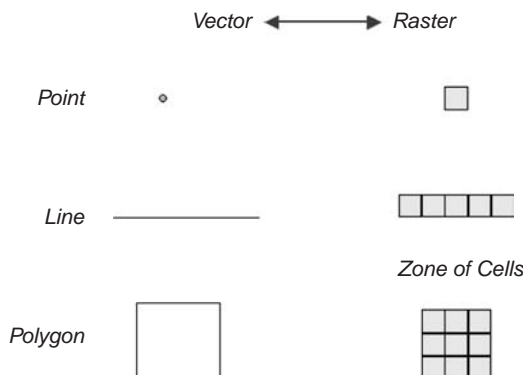 Vector Raster
Point
Line
Zone of Cells
Polygon